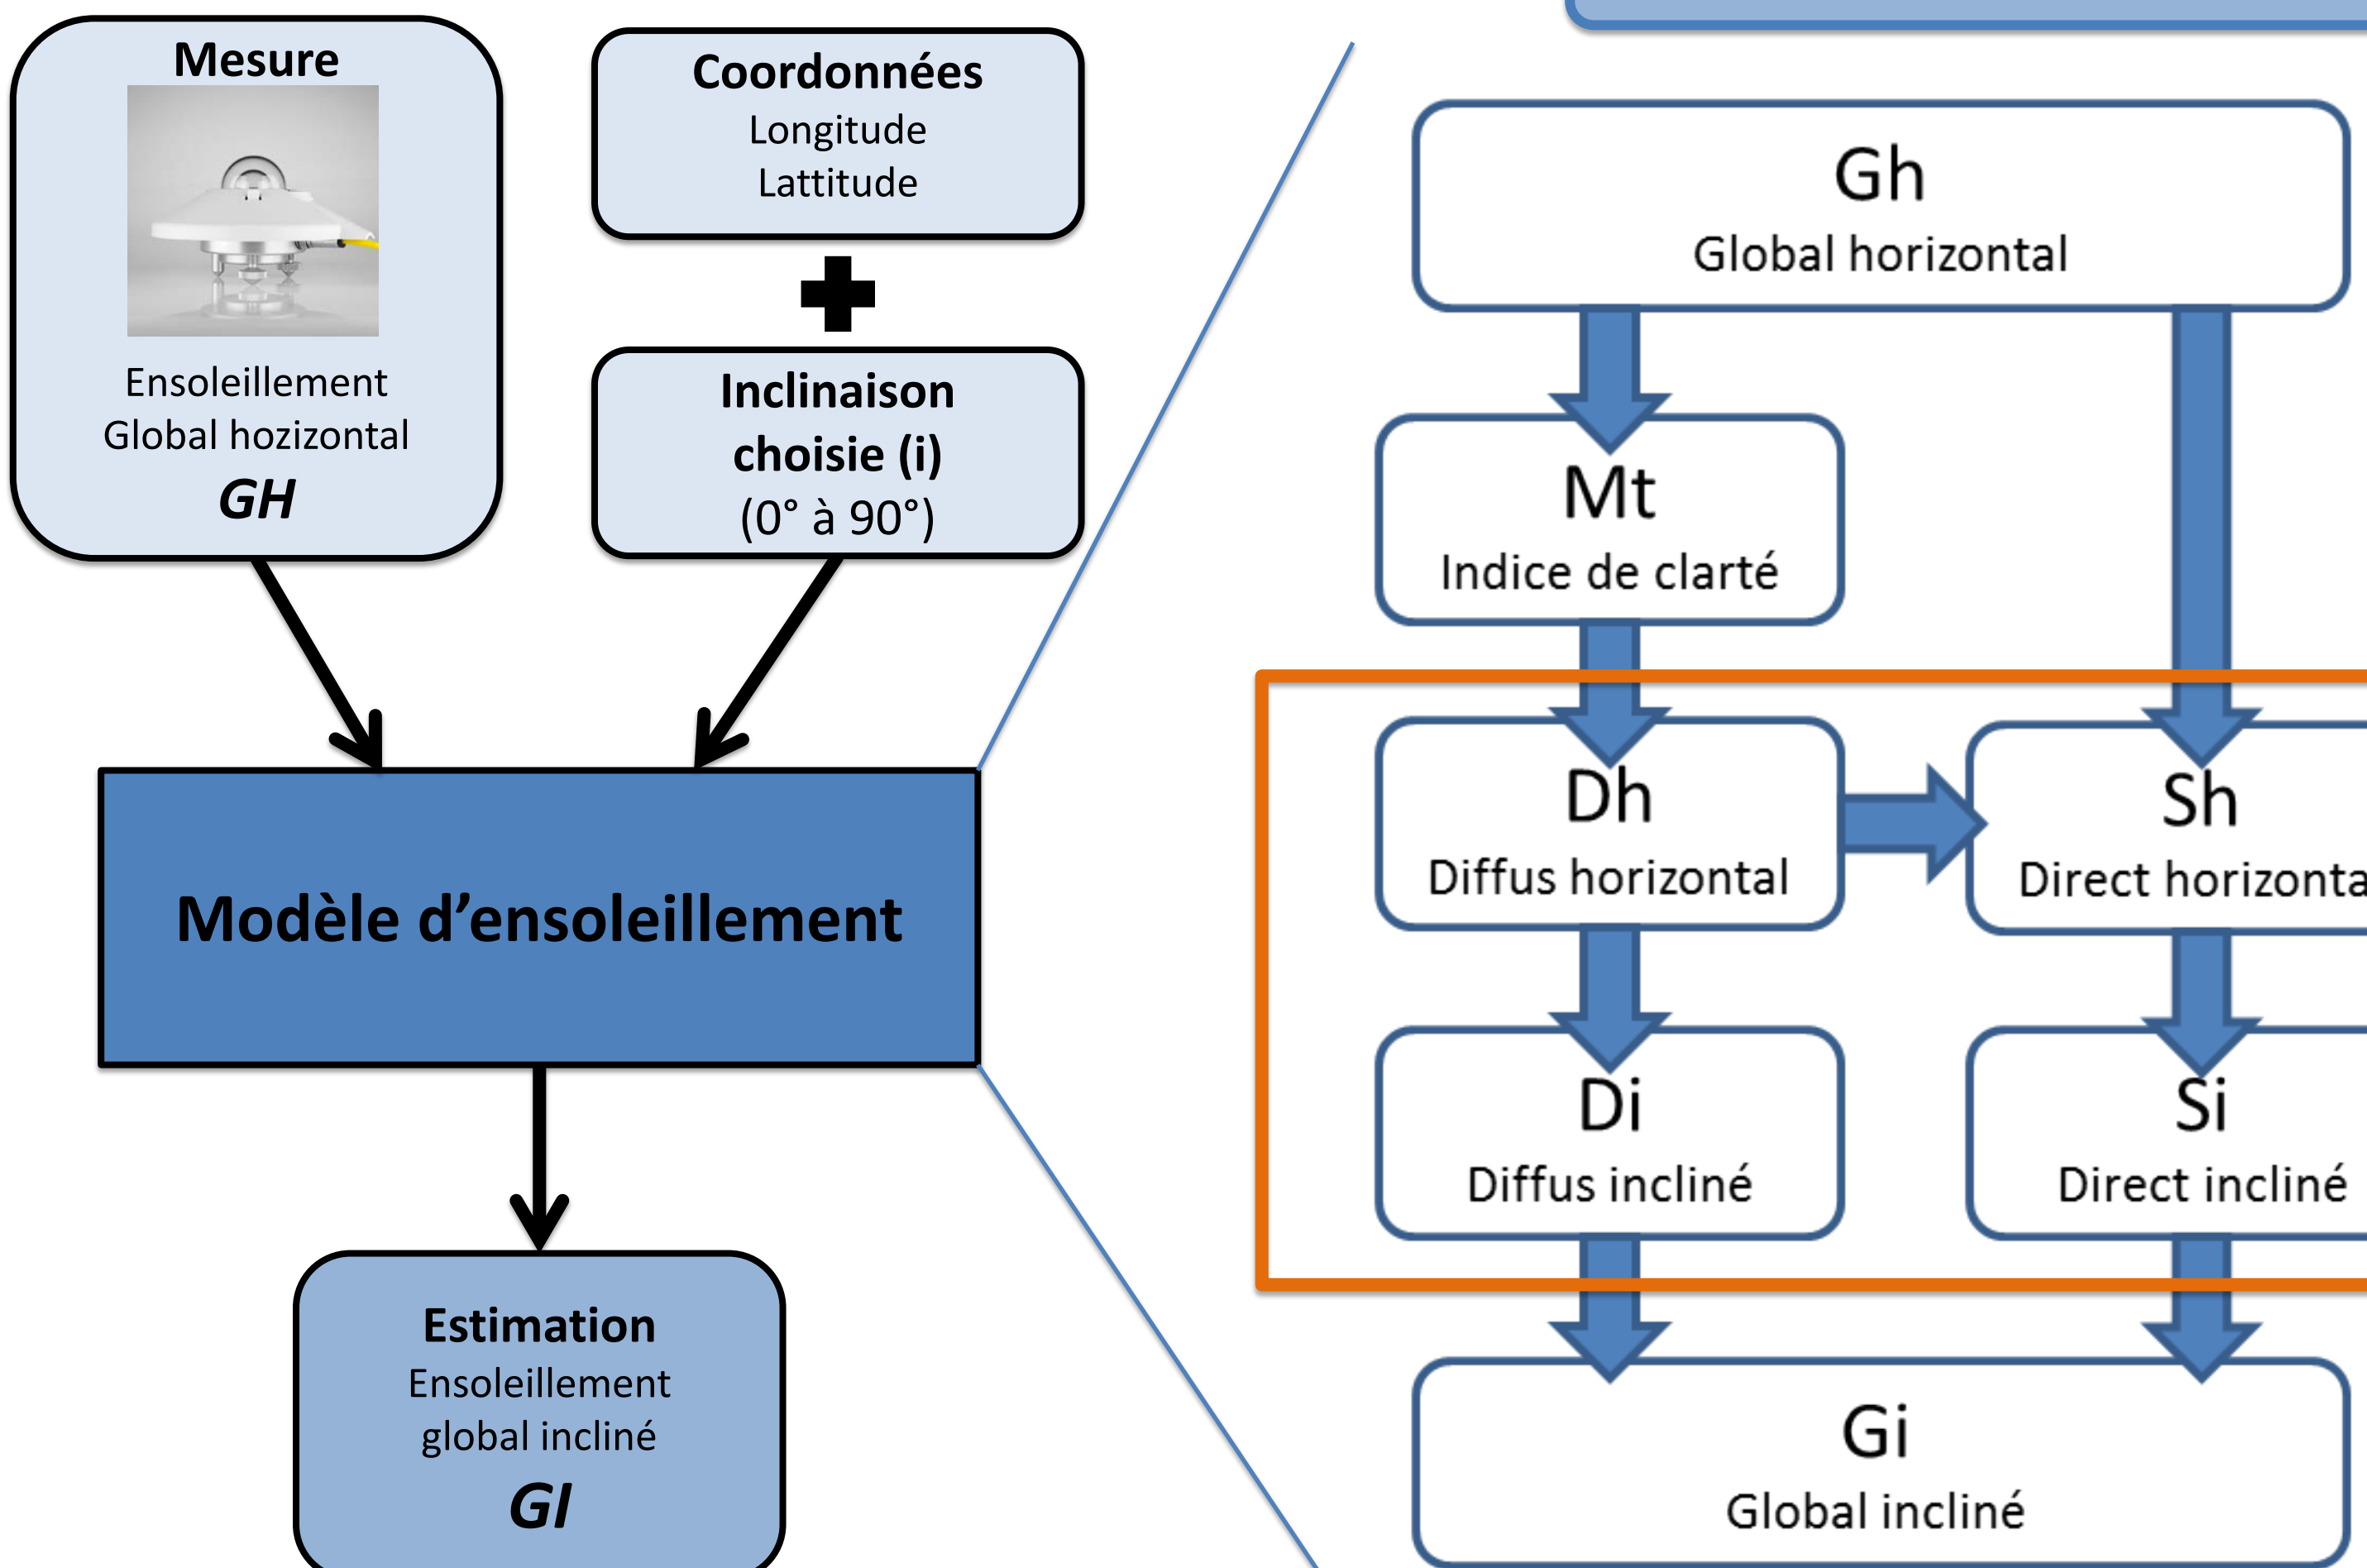 Mesure
Ensoleillement
Global hozizontal
GH
Coordonnées
Longitude
Lattitude
Inclinaison
choisie (i)
(0° à 90°)
Modèle d’ensoleillement
Estimation
Ensoleillement
global incliné
GI
Gh
Global horizontal
Mt
Indice de clarté
Dh
Diffus horizontal
Sh
Direct horizonta
Di
Diffus incliné
Si
Direct incliné
Gi
Global incliné